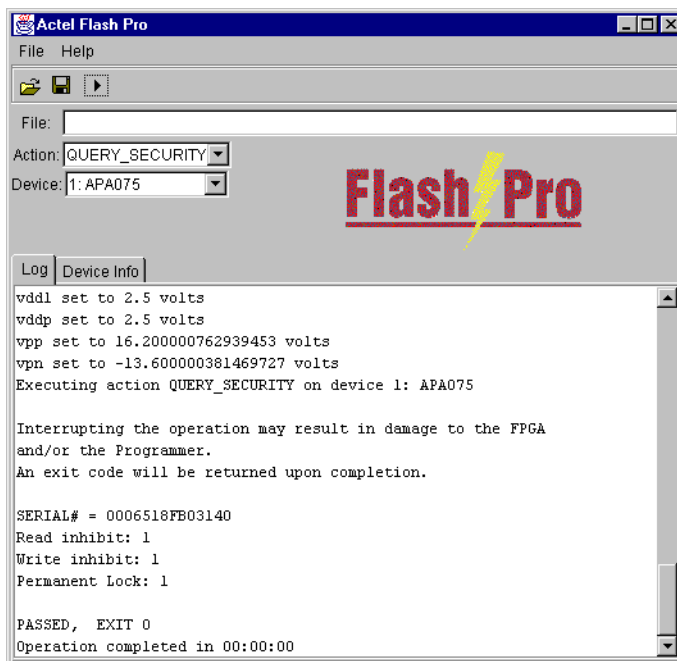 Actel Flash Pro
File Help
File:
Action: QUERY_SECURITY
Device: 1: APA075
Flash Pro
Log Device Info
vddl set to 2.5 volts
vddp set to 2.5 volts
vpp set to 16.200000762939453 volts
vpn set to -13.600000381469727 volts
Executing action QUERY_SECURITY on device 1: APA075
Interrupting the operation may result in damage to the FPGA
and/or the Programmer.
An exit code will be returned upon completion.
SERIAL# = 0006518FB03140
Read inhibit: 1
Write inhibit: 1
Permanent Lock: 1
PASSED, EXIT 0
Operation completed in 00:00:00